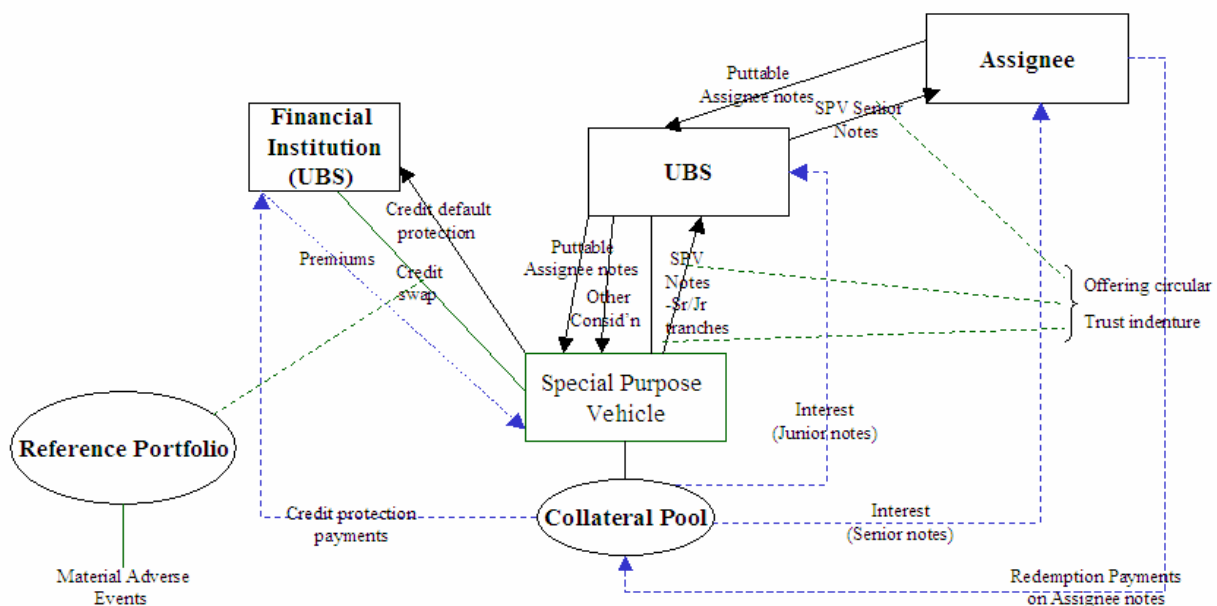 Assignee
Puttable
Assignee notes
SPV Senior
Notes
Financial
Institution
(UBS)
UBS
Credit default
protection
Premiums
Credit
swap
Puttable
Assignee notes
Other
Consid'n
SPV
Notes
-Sr/Jr
tranches
Offering circular
Trust indenture
Special Purpose
Vehicle
Interest
(Junior notes)
Reference Portfolio
Credit protection
payments
Collateral Pool
Interest
(Senior notes)
Material Adverse
Events
Redemption Payments
on Assignee notes